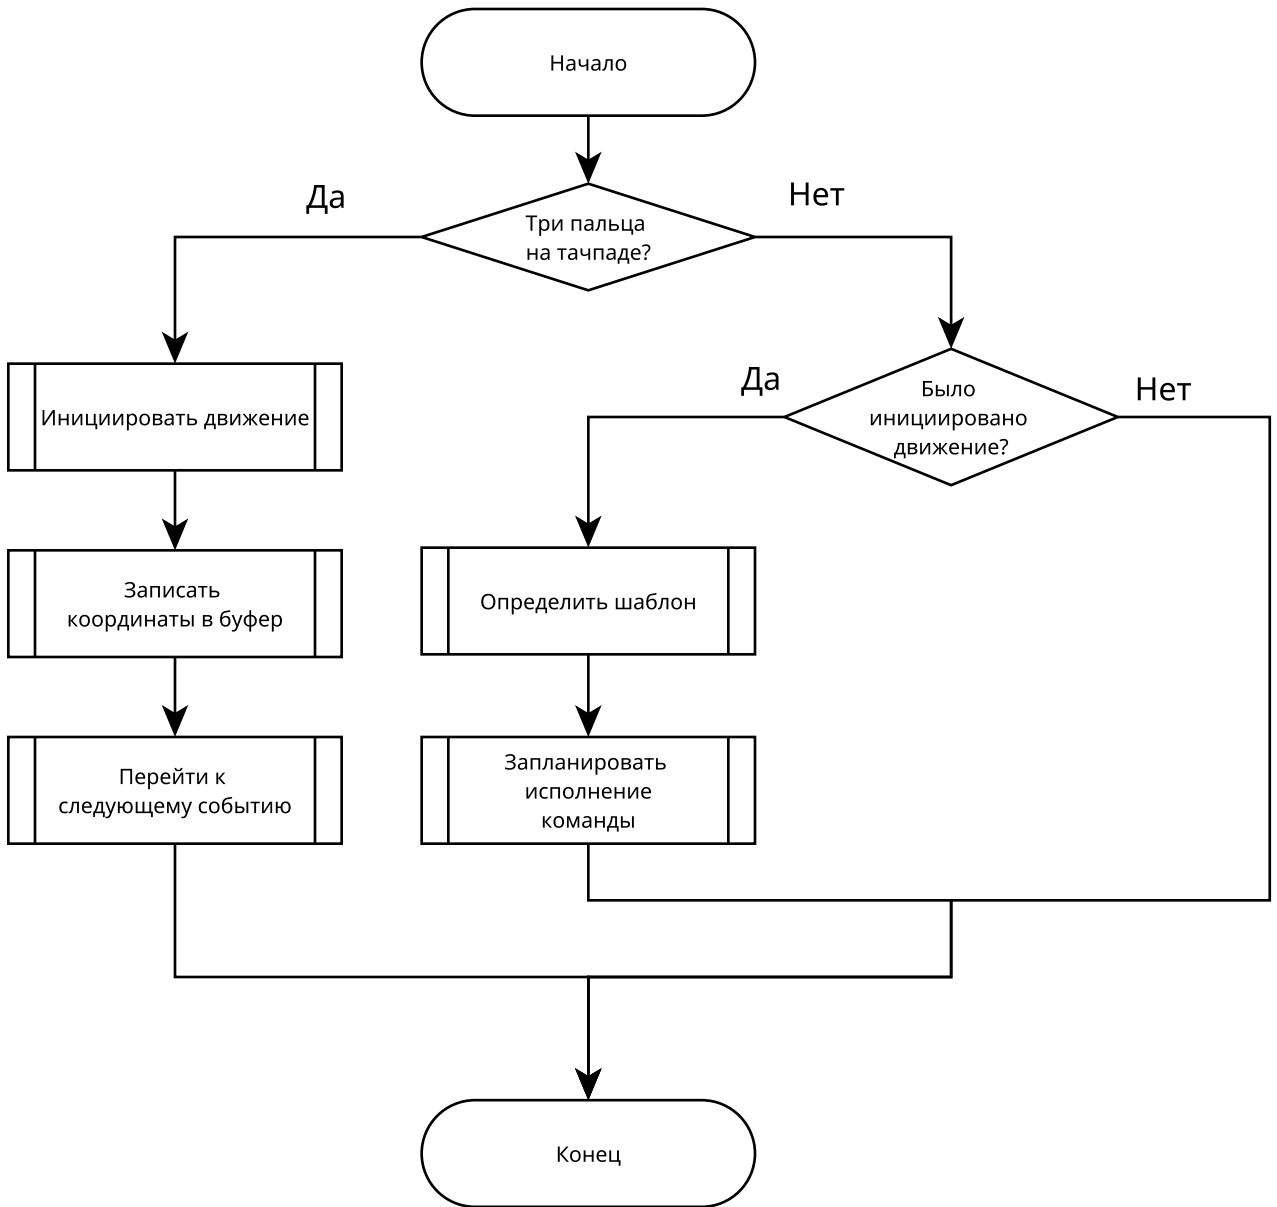 Начало
Да
Нет
Три пальца
на тачпаде?
Да
Нет
Было
инициировано
движение?
Инициировать движение
Записать
координаты в буфер
Определить шаблон
Перейти к
следующему событию
Запланировать
исполнение
команды
Конец